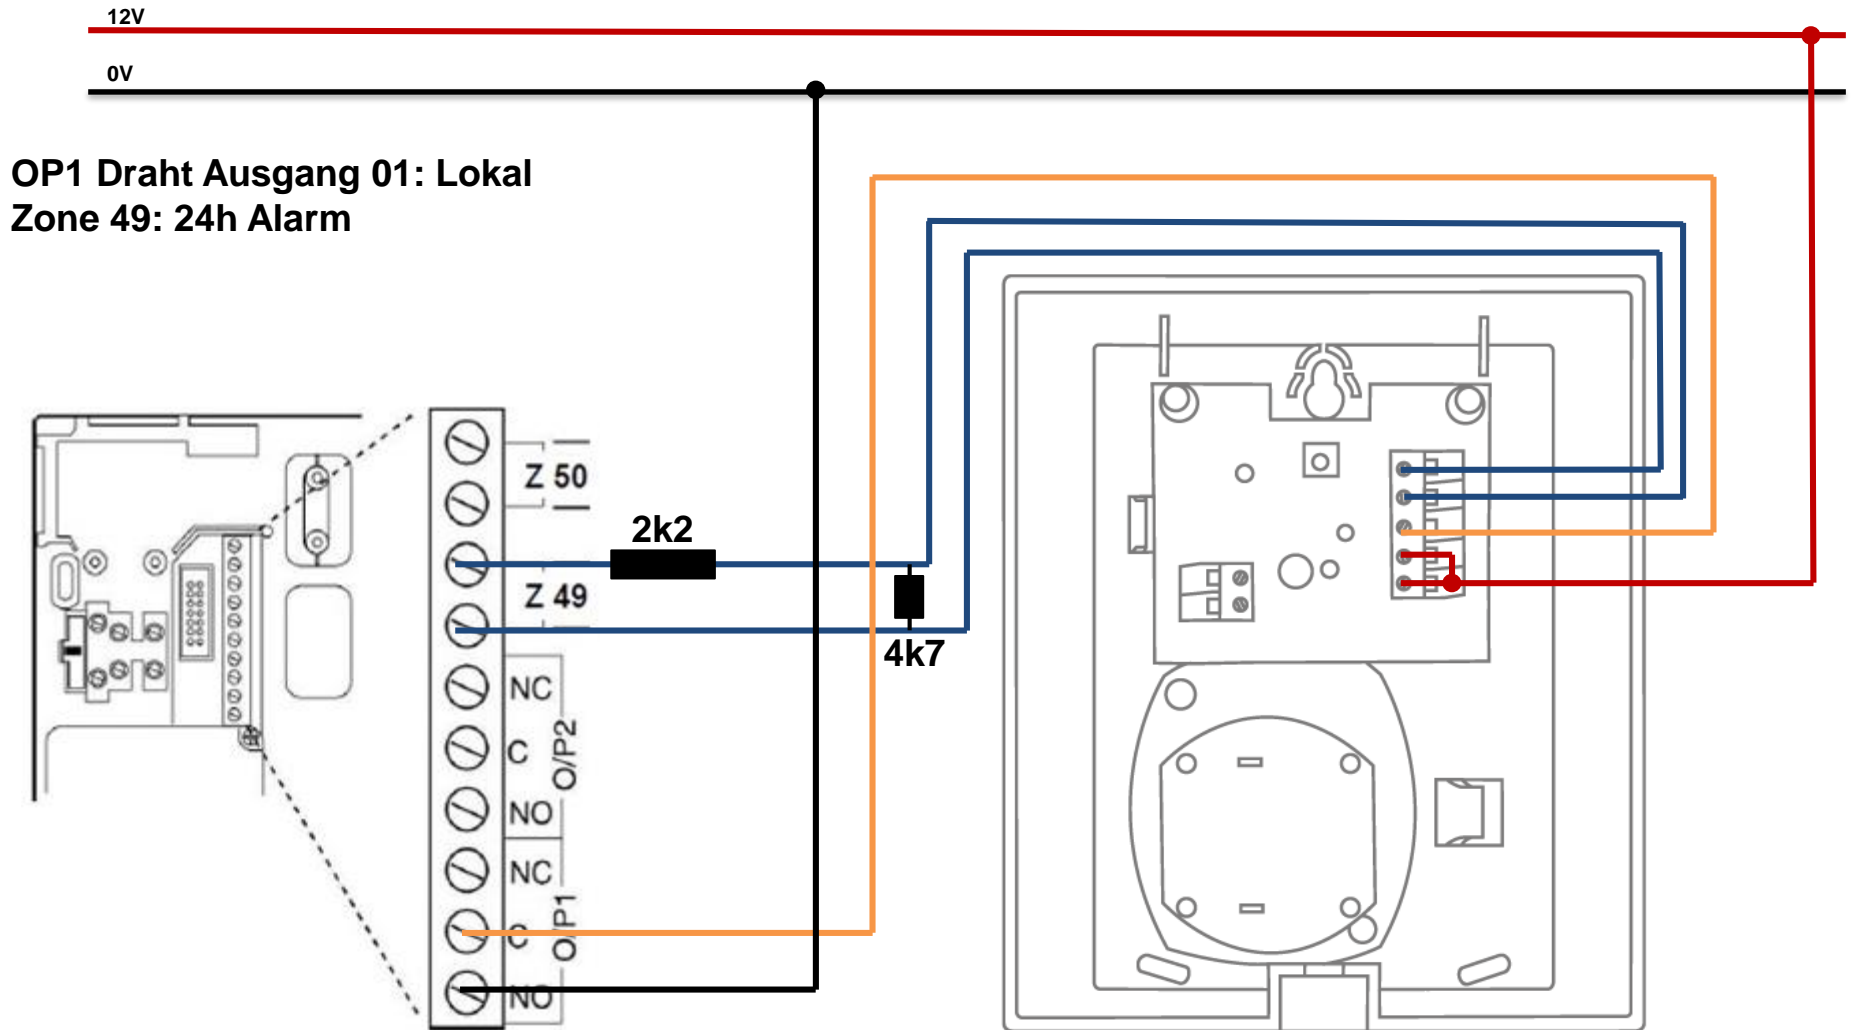 12V
0V
OP1 Draht Ausgang 01: Lokal
Zone 49: 24h Alarm
Z 50
2k2
Z 49
4k7
NC
C
O/P2
NO
NC
C
O/P1
NO